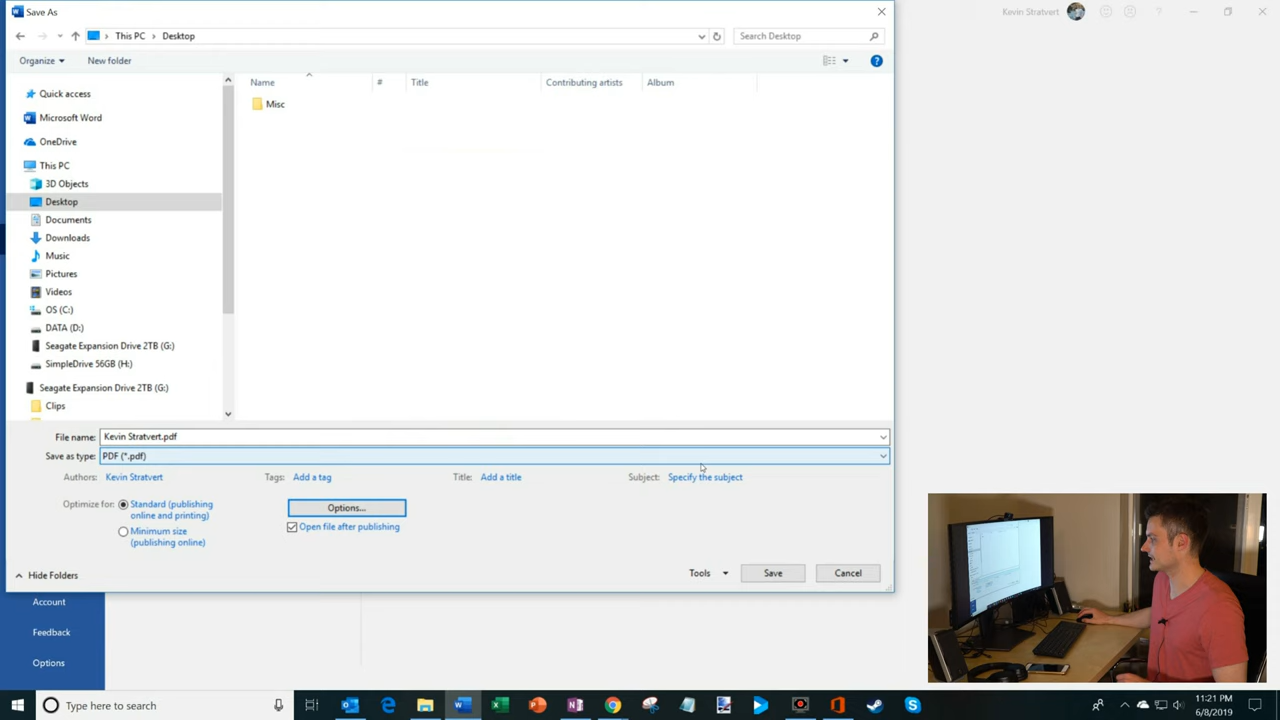 Save As
Kevin Stratvert
This PC > Desktop
Search Desktop
Organize
New folder
Name
#
Title
Contributing artists
Album
Quick access
Microsoft Word
OneDrive
This PC
3D Objects
Desktop
Documents
Downloads
Music
Pictures
Videos
OS (C:)
DATA (D:)
Seagate Expansion Drive 2TB (G:)
SimpleDrive 56GB (H:)
Seagate Expansion Drive 2TB (G:)
Clips
Misc
File name: Kevin Stratvert.pdf
Save as type: PDF (*.pdf)
Authors: Kevin Stratvert
Tags: Add a tag
Title: Add a title
Subject: Specify the subject
Optimize for:
Standard (publishing
online and printing)
Minimum size
(publishing online)
Options...
Open file after publishing
Hide Folders
Tools
Save
Cancel
Account
Feedback
Options
Type here to search
11:21 PM
6/8/2019